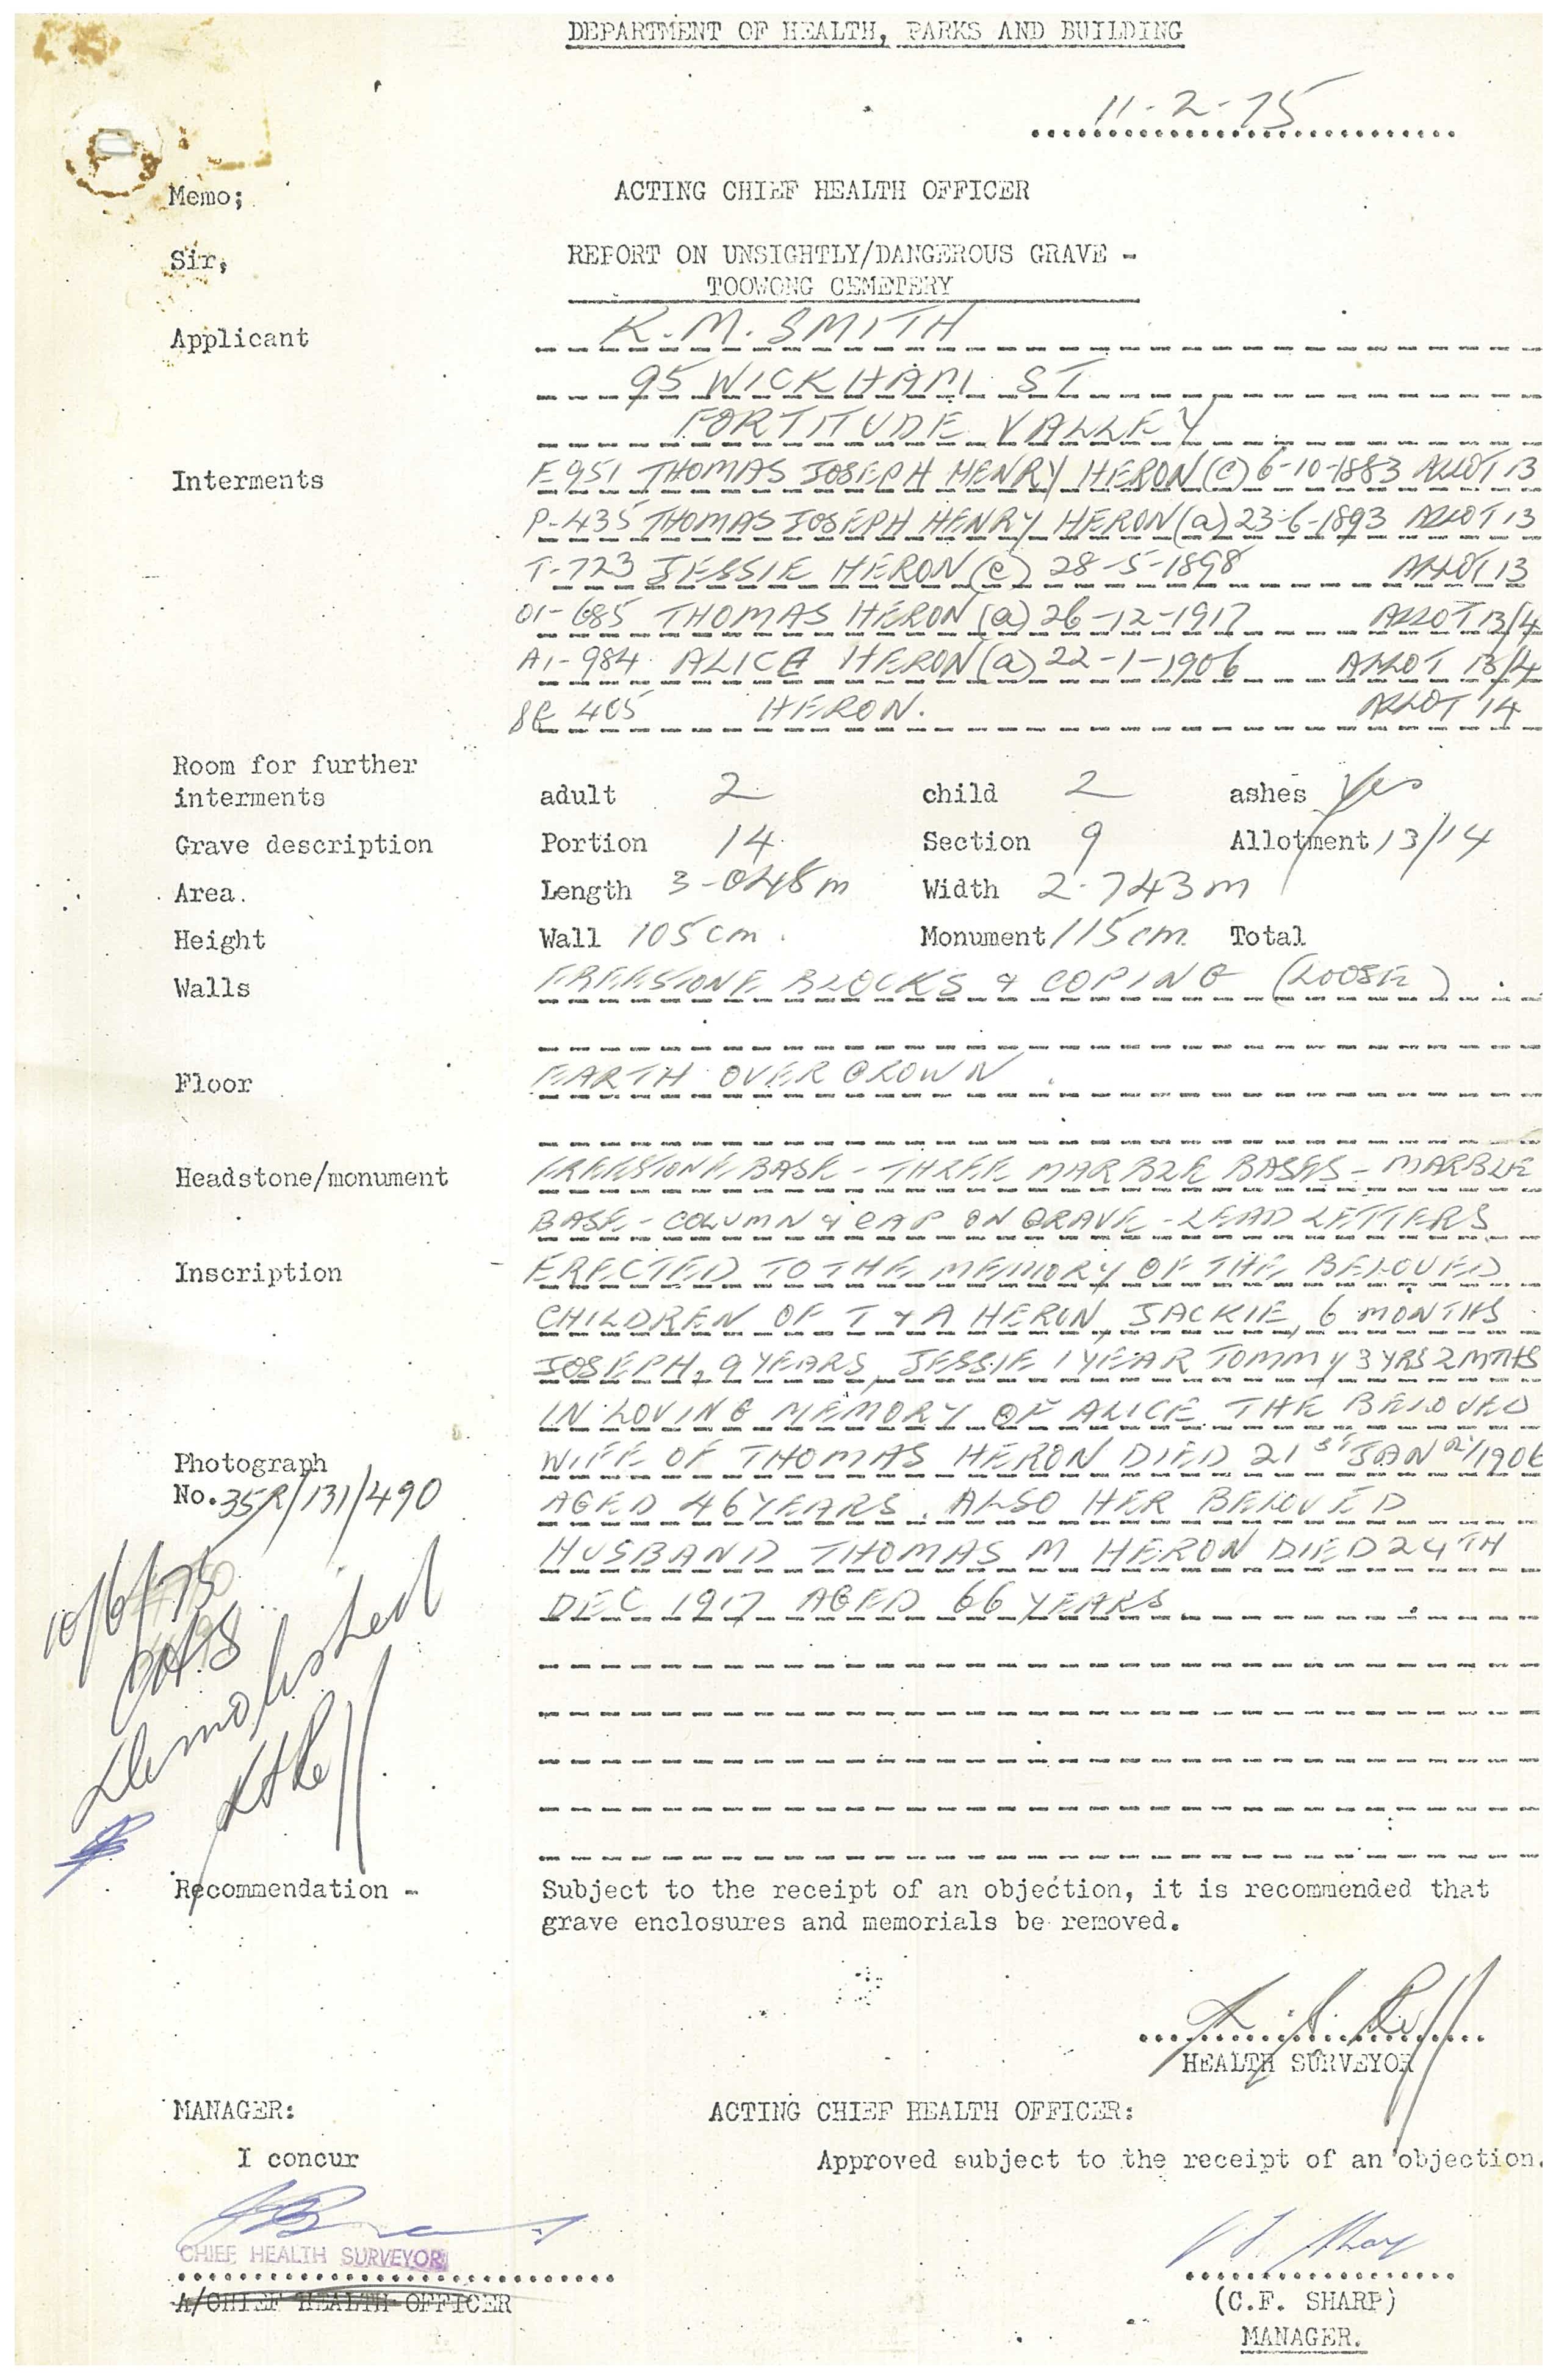 DEPARTMENT OF HEALTH, PARKS AND BUILDING
11-2-75
Memo; ACTING CHIEF HEALTH OFFICER
Sir, REPORT ON UNSIGHTLY/DANGEROUS GRAVE -
TOOWONG CEMETERY
Applicant K.M. SMITH
95 WICKHAM ST
FORTITUDE VALLEY
Interments E951 THOMAS JOSEPH HENRY HERON (c) 6-10-1883 ALLOT 13
P-435 THOMAS JOSEPH HENRY HERON (a) 23-6-1893 ALLOT 13
T-723 JESSIE HERON (c) 28-5-1898 ALLOT 13
01-685 THOMAS HERON (a) 26-12-1917 ALLOT 13/4
A1-984 ALICE HERON (a) 22-1-1906 ALLOT 13/4
405 HERON. ALLOT 14
Room for further
interments adult 2 child 2 ashes Yes
Grave description Portion 14 Section 9 Allotment 13/14
Area. Length 3-048m Width 2.743m
Height Wall 105cm. Monument 115cm Total
Walls FREESTONE BLOCKS & COPING (LOOSE)
Floor EARTH OVERGROWN
Headstone/monument FREESTONE BASE - THREE MARBLE BASES - MARBLE
BASE - COLUMN & CAP ON GRAVE - LEAD LETTERS
Inscription ERECTED TO THE MEMORY OF THE BELOVED
CHILDREN OF T & A HERON, JACKIE, 6 MONTHS
JOSEPH, 9 YEARS, JESSIE 1 YEAR TOMMY 3 YRS 2 MTHS
IN LOVING MEMORY OF ALICE THE BELOVED
WIFE OF THOMAS HERON DIED 21ST JAN 1906
AGED 46 YEARS. ALSO HER BELOVED
HUSBAND THOMAS M HERON DIED 24TH
DEC 1917 AGED 66 YEARS
Photograph
No. 35R/131/490
10/6/75
Demolished
Recommendation - Subject to the receipt of an objection, it is recommended that
grave enclosures and memorials be removed.
HEALTH SURVEYOR
MANAGER: ACTING CHIEF HEALTH OFFICER:
I concur Approved subject to the receipt of an objection.
CHIEF HEALTH SURVEYOR
A/CHIEF HEALTH OFFICER
(C.F. SHARP)
MANAGER.